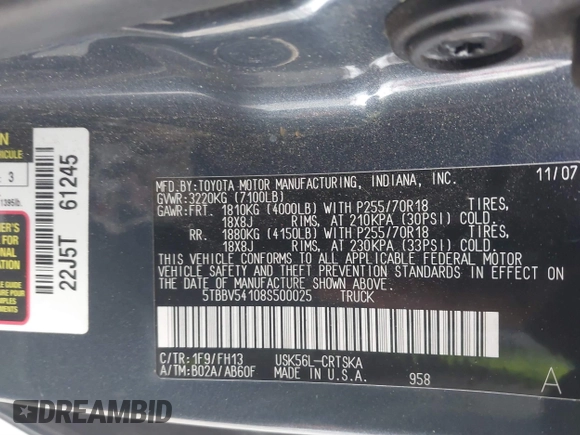 N
HICULE
: 3
1395lb.
ER'S
22J5T 61245
MFD.BY:TOYOTA MOTOR MANUFACTURING, INDIANA, INC. 11/07
GVWR:3220KG (7100LB)
GAWR:FRT. 1810KG (4000LB) WITH P255/70R18 TIRES,
18X8J RIMS, AT 210KPA (30PSI) COLD.
RR. 1880KG (4150LB) WITH P255/70R18 TIRES,
18X8J RIMS, AT 230KPA (33PSI) COLD.
THIS VEHICLE CONFORMS TO ALL APPLICABLE FEDERAL MOTOR
VEHICLE SAFETY AND THEFT PREVENTION STANDARDS IN EFFECT
ON THE DATE OF MANUFACTURE SHOWN ABOVE.
5TBBV54108S500025 TRUCK
C/TR:1F9/FH13 USK56L-CRTSKA
A/TM:B02A/AB60F MADE IN U.S.A. 958 A
DREAMBID